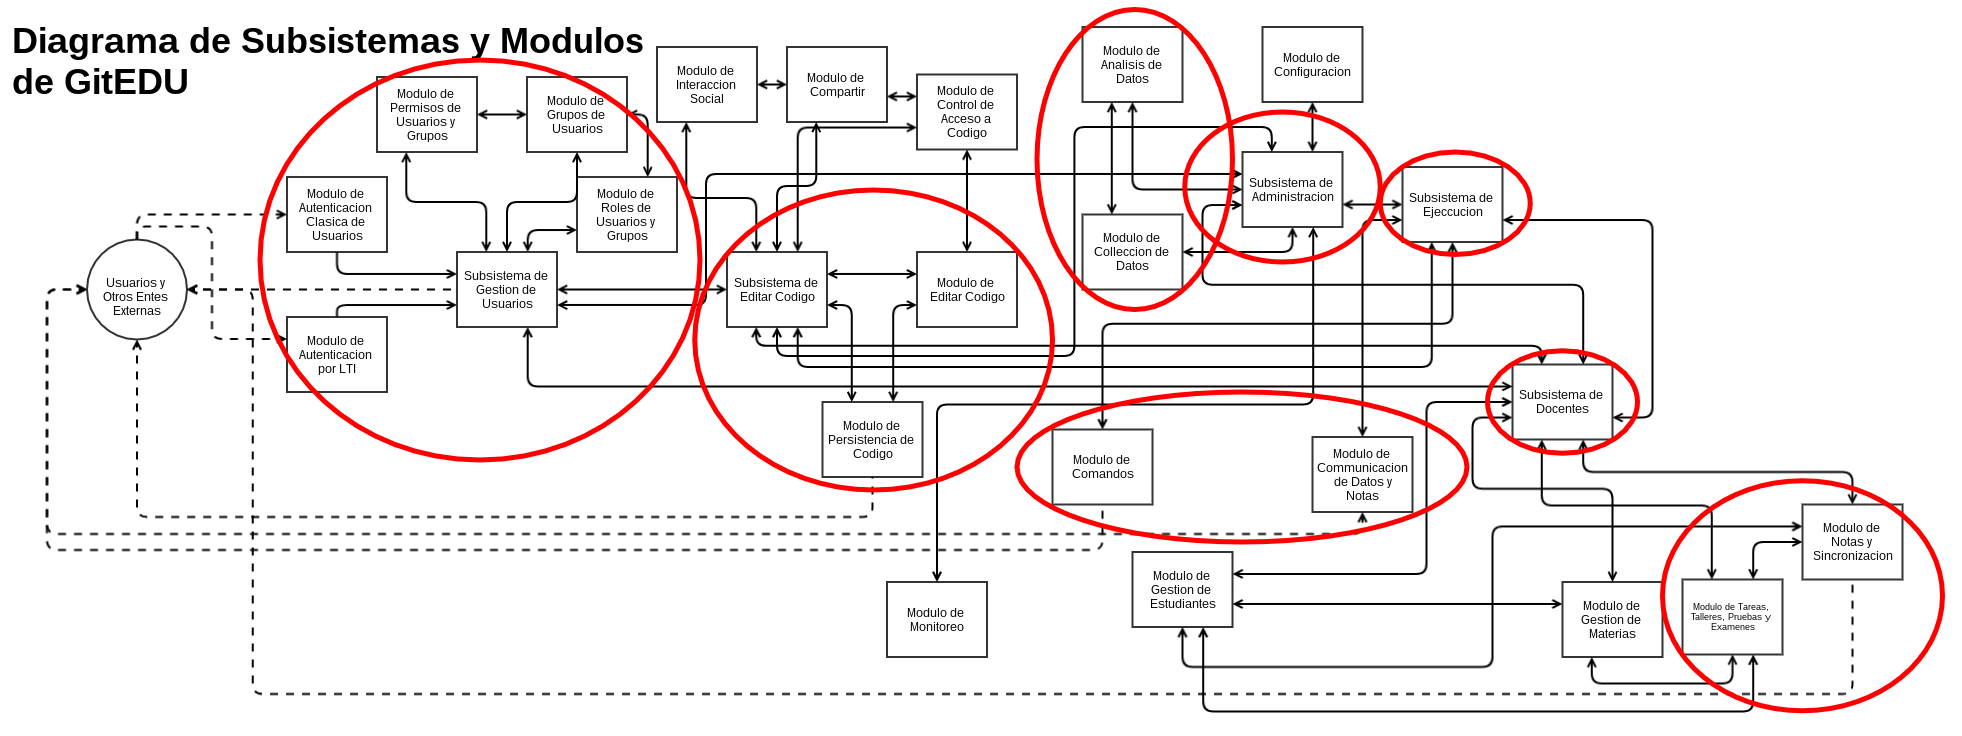 Diagrama de Subsistemas y Modulos
de GitEDU
Modulo de
Permisos de
Usuarios y
Grupos
Modulo de
Grupos de
Usuarios
Modulo de
Interaccion
Social
Modulo de
Compartir
Modulo de
Control de
Acceso a
Codigo
Modulo de
Analisis de
Datos
Modulo de
Configuracion
Modulo de
Autenticacion
Clasica de
Usuarios
Modulo de
Roles de
Usuarios y
Grupos
Subsistema de
Administracion
Subsistema de
Ejeccucion
Modulo de
Colleccion de
Datos
Usuarios y
Otros Entes
Externas
Subsistema de
Gestion de
Usuarios
Subsistema de
Editar Codigo
Modulo de
Editar Codigo
Modulo de
Autenticacion
por LTI
Subsistema de
Docentes
Modulo de
Persistencia de
Codigo
Modulo de
Comandos
Modulo de
Communicacion
de Datos y
Notas
Modulo de
Notas y
Sincronizacion
Modulo de
Monitoreo
Modulo de
Gestion de
Estudiantes
Modulo de
Gestion de
Materias
Modulo de Tareas,
Talleres, Pruebas y
Examenes